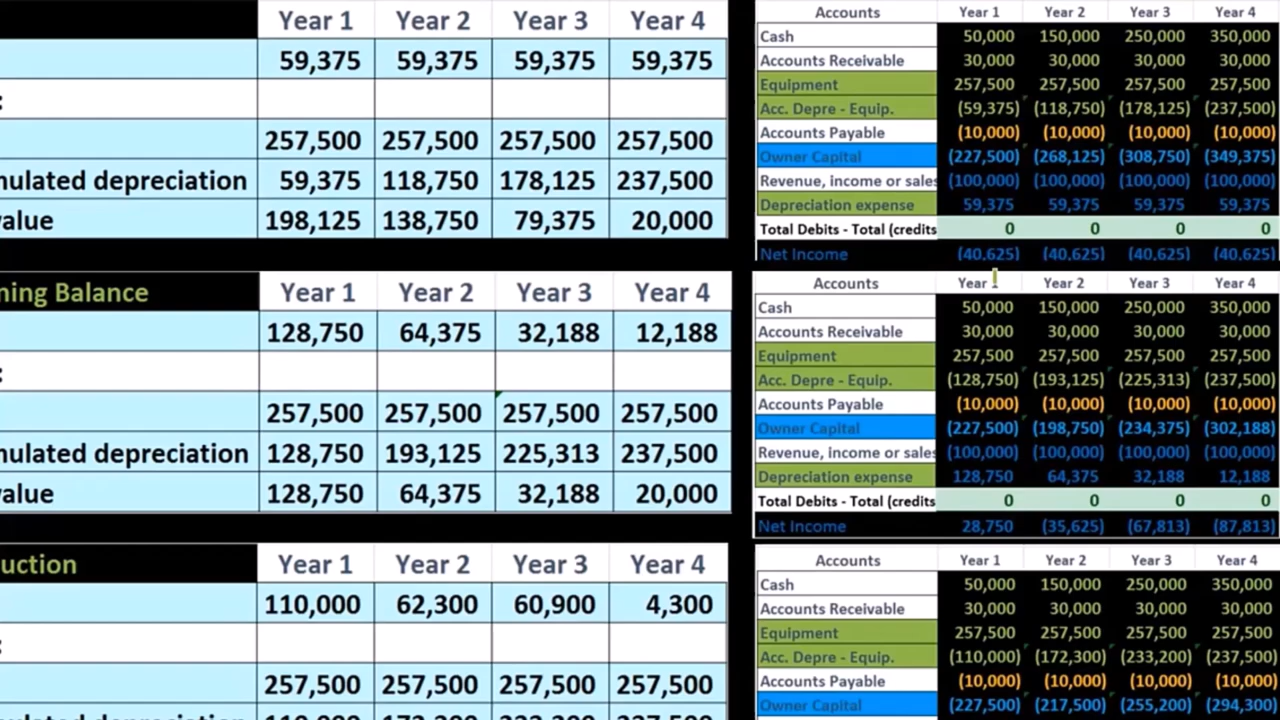 Year 1 Year 2 Year 3 Year 4
59,375 59,375 59,375 59,375
:
257,500 257,500 257,500 257,500
mulated depreciation 59,375 118,750 178,125 237,500
value 198,125 138,750 79,375 20,000
ning Balance Year 1 Year 2 Year 3 Year 4
128,750 64,375 32,188 12,188
:
257,500 257,500 257,500 257,500
mulated depreciation 128,750 193,125 225,313 237,500
value 128,750 64,375 32,188 20,000
uction Year 1 Year 2 Year 3 Year 4
110,000 62,300 60,900 4,300
:
257,500 257,500 257,500 257,500
mulated depreciation 110,000 172,300 233,200 237,500
Accounts Year 1 Year 2 Year 3 Year 4
Cash 50,000 150,000 250,000 350,000
Accounts Receivable 30,000 30,000 30,000 30,000
Equipment 257,500 257,500 257,500 257,500
Acc. Depre - Equip. (59,375) (118,750) (178,125) (237,500)
Accounts Payable (10,000) (10,000) (10,000) (10,000)
Owner Capital (227,500) (268,125) (308,750) (349,375)
Revenue, income or sales (100,000) (100,000) (100,000) (100,000)
Depreciation expense 59,375 59,375 59,375 59,375
Total Debits - Total (credits 0 0 0 0
Net Income (40,625) (40,625) (40,625) (40,625)
Accounts Year 1 Year 2 Year 3 Year 4
Cash 50,000 150,000 250,000 350,000
Accounts Receivable 30,000 30,000 30,000 30,000
Equipment 257,500 257,500 257,500 257,500
Acc. Depre - Equip. (128,750) (193,125) (225,313) (237,500)
Accounts Payable (10,000) (10,000) (10,000) (10,000)
Owner Capital (227,500) (198,750) (234,375) (302,188)
Revenue, income or sales (100,000) (100,000) (100,000) (100,000)
Depreciation expense 128,750 64,375 32,188 12,188
Total Debits - Total (credits 0 0 0 0
Net Income 28,750 (35,625) (67,813) (87,813)
Accounts Year 1 Year 2 Year 3 Year 4
Cash 50,000 150,000 250,000 350,000
Accounts Receivable 30,000 30,000 30,000 30,000
Equipment 257,500 257,500 257,500 257,500
Acc. Depre - Equip. (110,000) (172,300) (233,200) (237,500)
Accounts Payable (10,000) (10,000) (10,000) (10,000)
Owner Capital (227,500) (217,500) (255,200) (294,300)